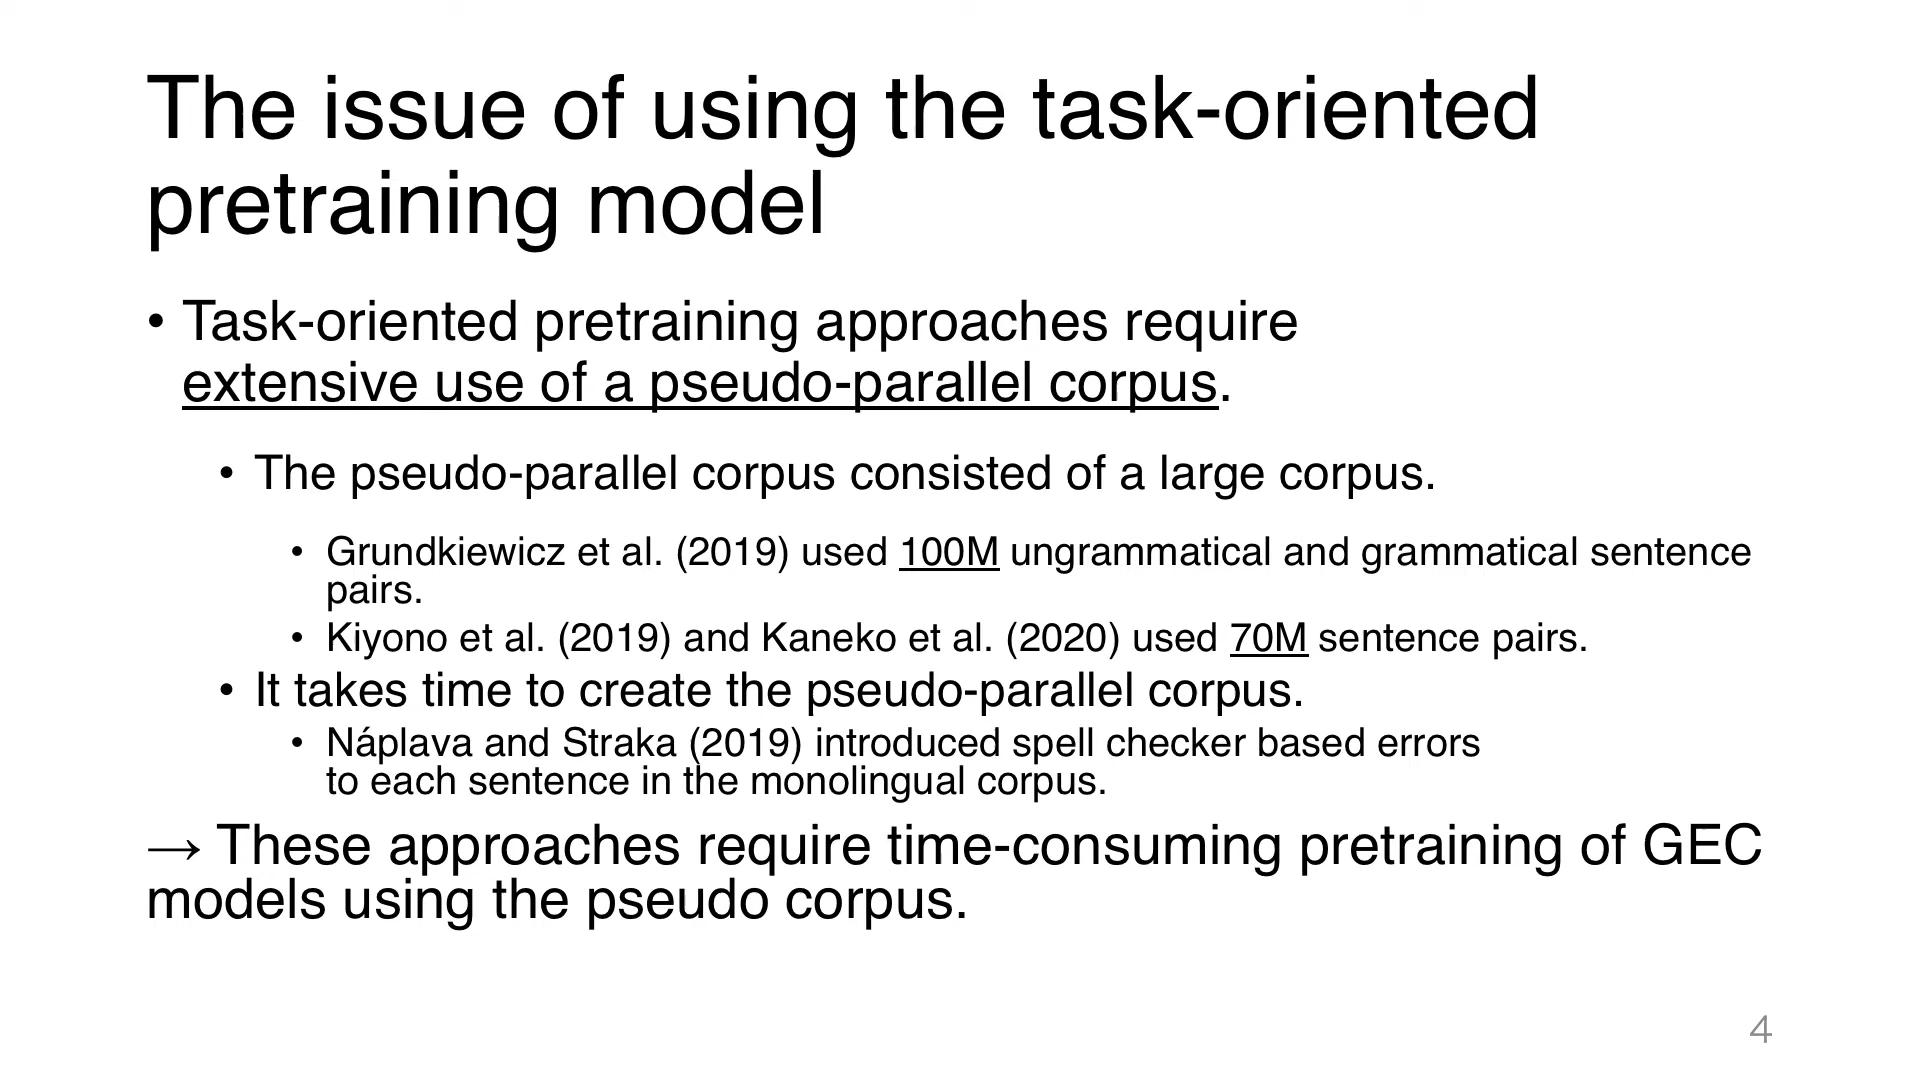 The issue of using the task-oriented
pretraining model
• Task-oriented pretraining approaches require
extensive use of a pseudo-parallel corpus.
• The pseudo-parallel corpus consisted of a large corpus.
• Grundkiewicz et al. (2019) used 100M ungrammatical and grammatical sentence
pairs.
• Kiyono et al. (2019) and Kaneko et al. (2020) used 70M sentence pairs.
• It takes time to create the pseudo-parallel corpus.
• Náplava and Straka (2019) introduced spell checker based errors
to each sentence in the monolingual corpus.
→ These approaches require time-consuming pretraining of GEC
models using the pseudo corpus.
4